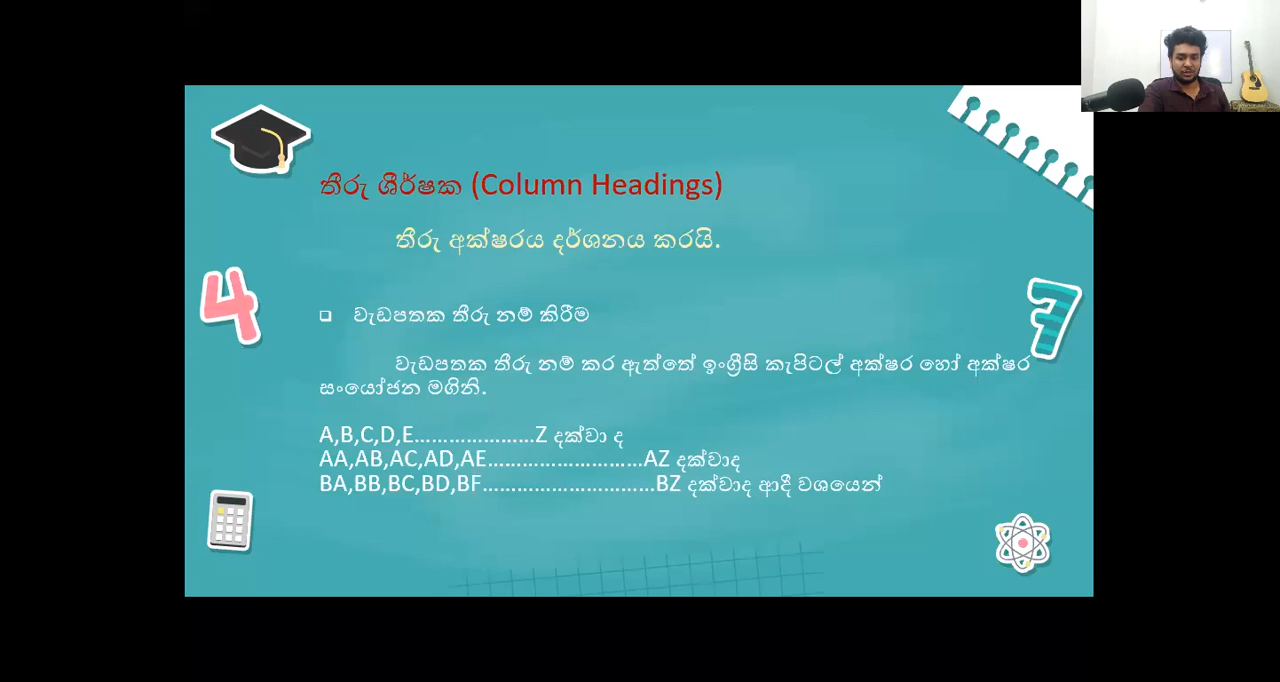 තීරු ශීර්ෂක (Column Headings)
තීරු අක්ෂරය දර්ශනය කරයි.
4
7
වැඩපතක තීරු නම් කිරීම
වැඩපතක තීරු නම් කර ඇත්තේ ඉංග්‍රීසි කැපිටල් අක්ෂර හෝ අක්ෂර
සංයෝජන මගිනි.
A,B,C,D,E.....................Z දක්වා ද
AA,AB,AC,AD,AE...........................AZ දක්වාද
BA,BB,BC,BD,BF..............................BZ දක්වාද ආදී වශයෙන්